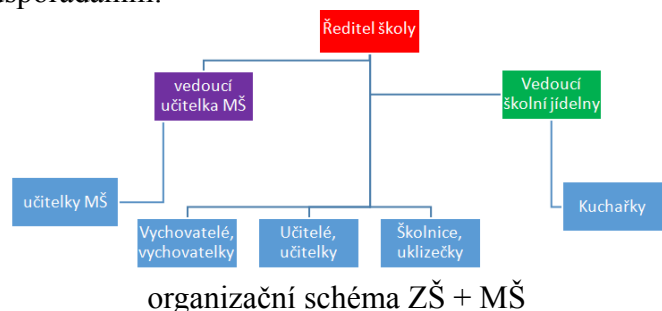 Ředitel školy
vedoucí
učitelka MŠ
Vedoucí
školní jídelny
učitelky MŠ
Kuchařky
Vychovatelé,
vychovatelky
Učitelé,
učitelky
Školnice,
uklizečky
organizační schéma ZŠ + MŠ